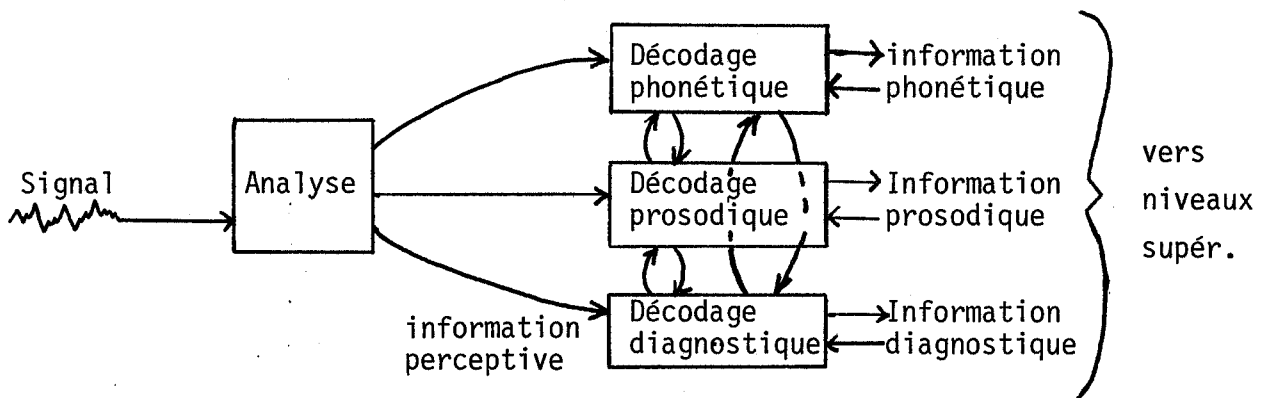 Signal
Analyse
information
perceptive
Décodage
phonétique
information
phonétique
Décodage
prosodique
Information
prosodique
Décodage
diagnostique
Information
diagnostique
vers
niveaux
supér.